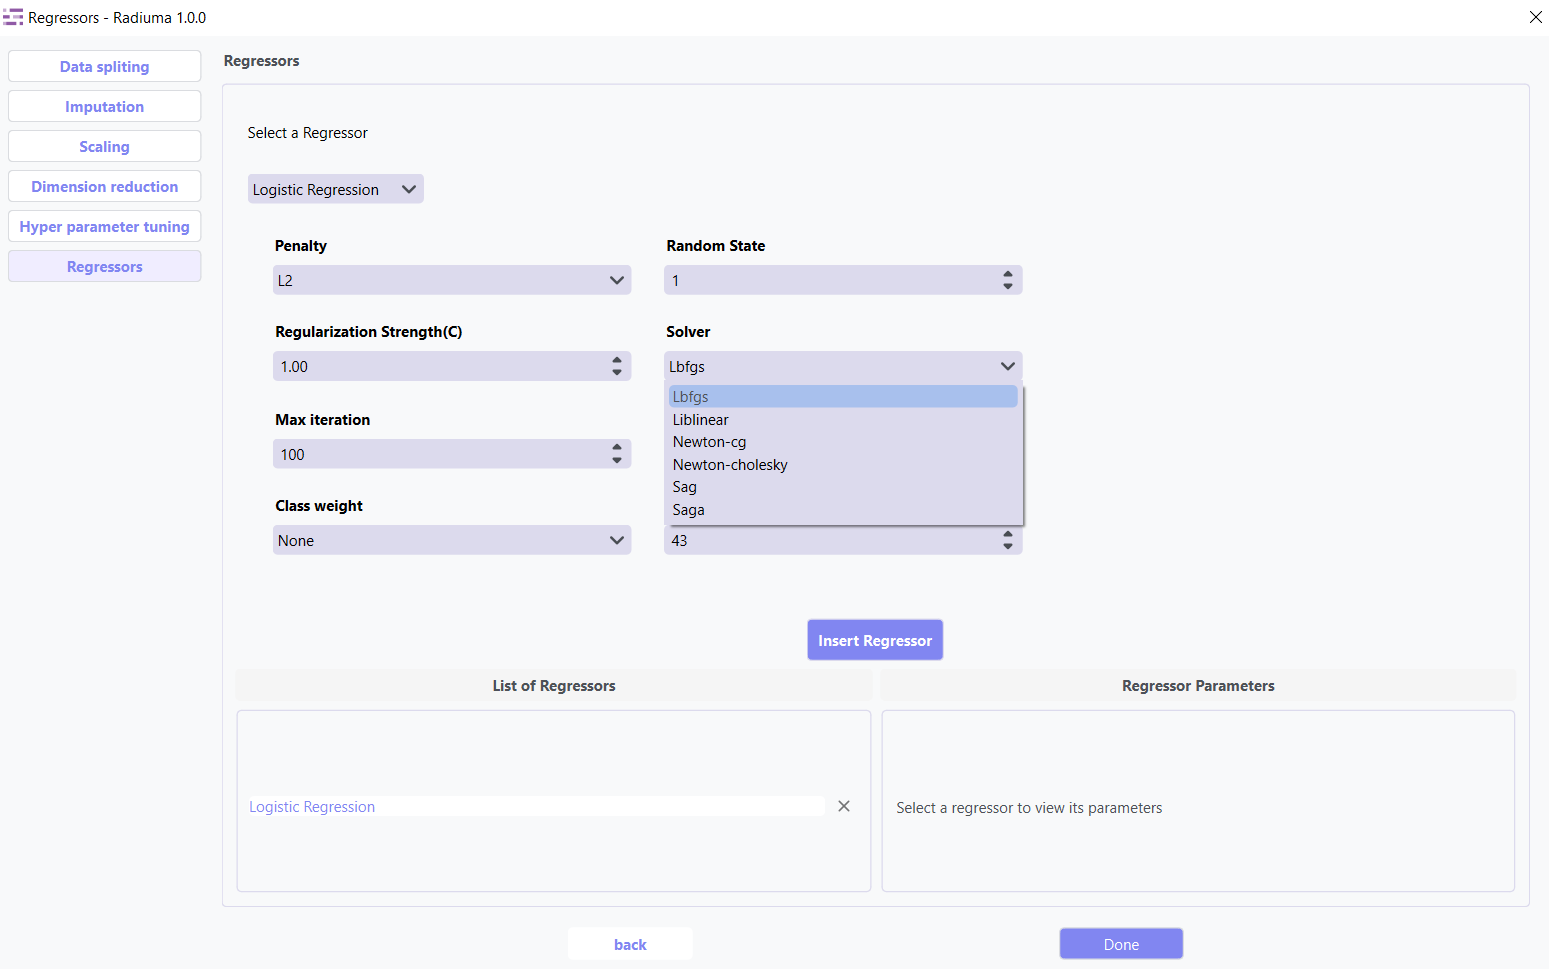 Regressors - Radiuma 1.0.0
Data spliting
Imputation
Scaling
Dimension reduction
Hyper parameter tuning
Regressors
Regressors
Select a Regressor
Logistic Regression
Penalty
L2
Random State
1
Regularization Strength(C)
1.00
Solver
Lbfgs
Lbfgs
Liblinear
Newton-cg
Newton-cholesky
Sag
Saga
Max iteration
100
Class weight
None
43
Insert Regressor
List of Regressors
Regressor Parameters
Logistic Regression
Select a regressor to view its parameters
back
Done